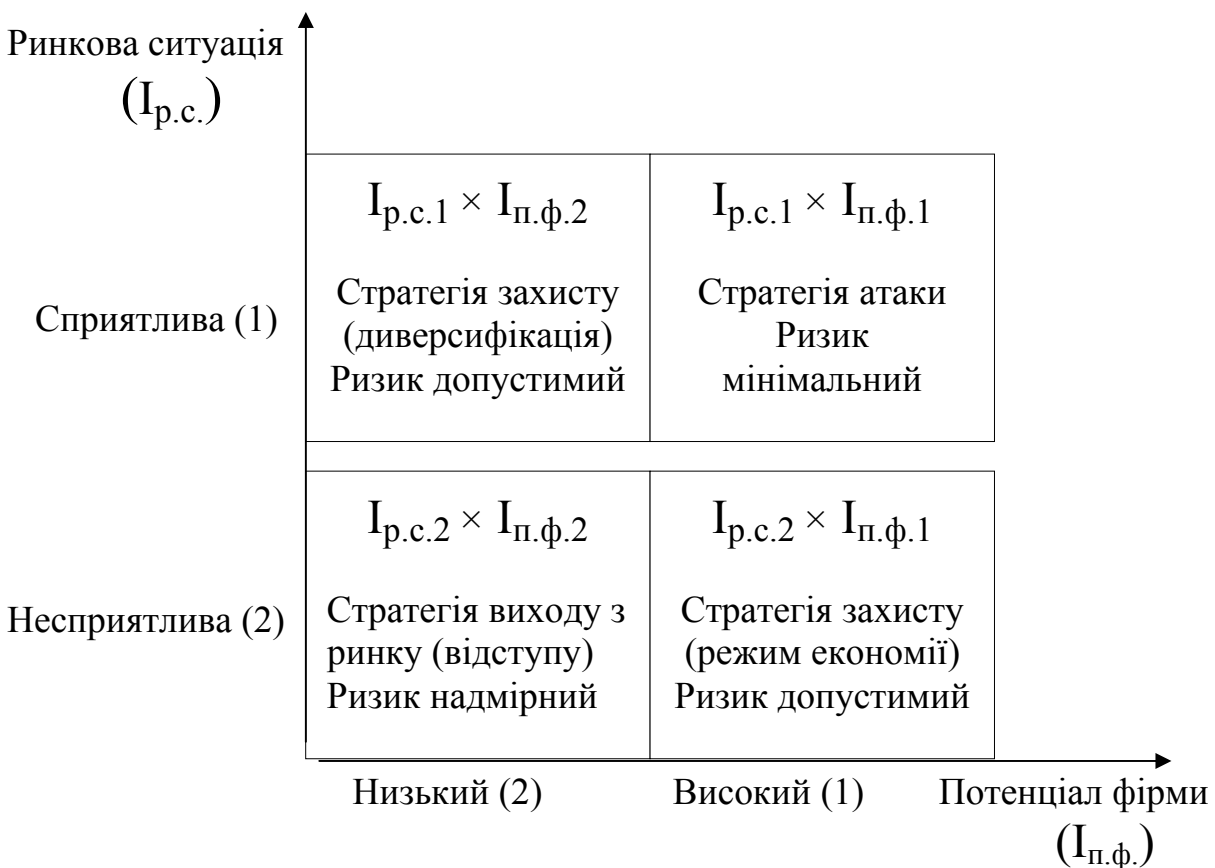 Ринкова ситуація
(Iр.с.)
Iр.с.1 × Iп.ф.2
Стратегія захисту
(диверсифікація)
Ризик допустимий
Iр.с.1 × Iп.ф.1
Стратегія атаки
Ризик
мінімальний
Сприятлива (1)
Iр.с.2 × Iп.ф.2
Стратегія виходу з
ринку (відступу)
Ризик надмірний
Iр.с.2 × Iп.ф.1
Стратегія захисту
(режим економії)
Ризик допустимий
Несприятлива (2)
Низький (2)
Високий (1)
Потенціал фірми
(Iп.ф.)